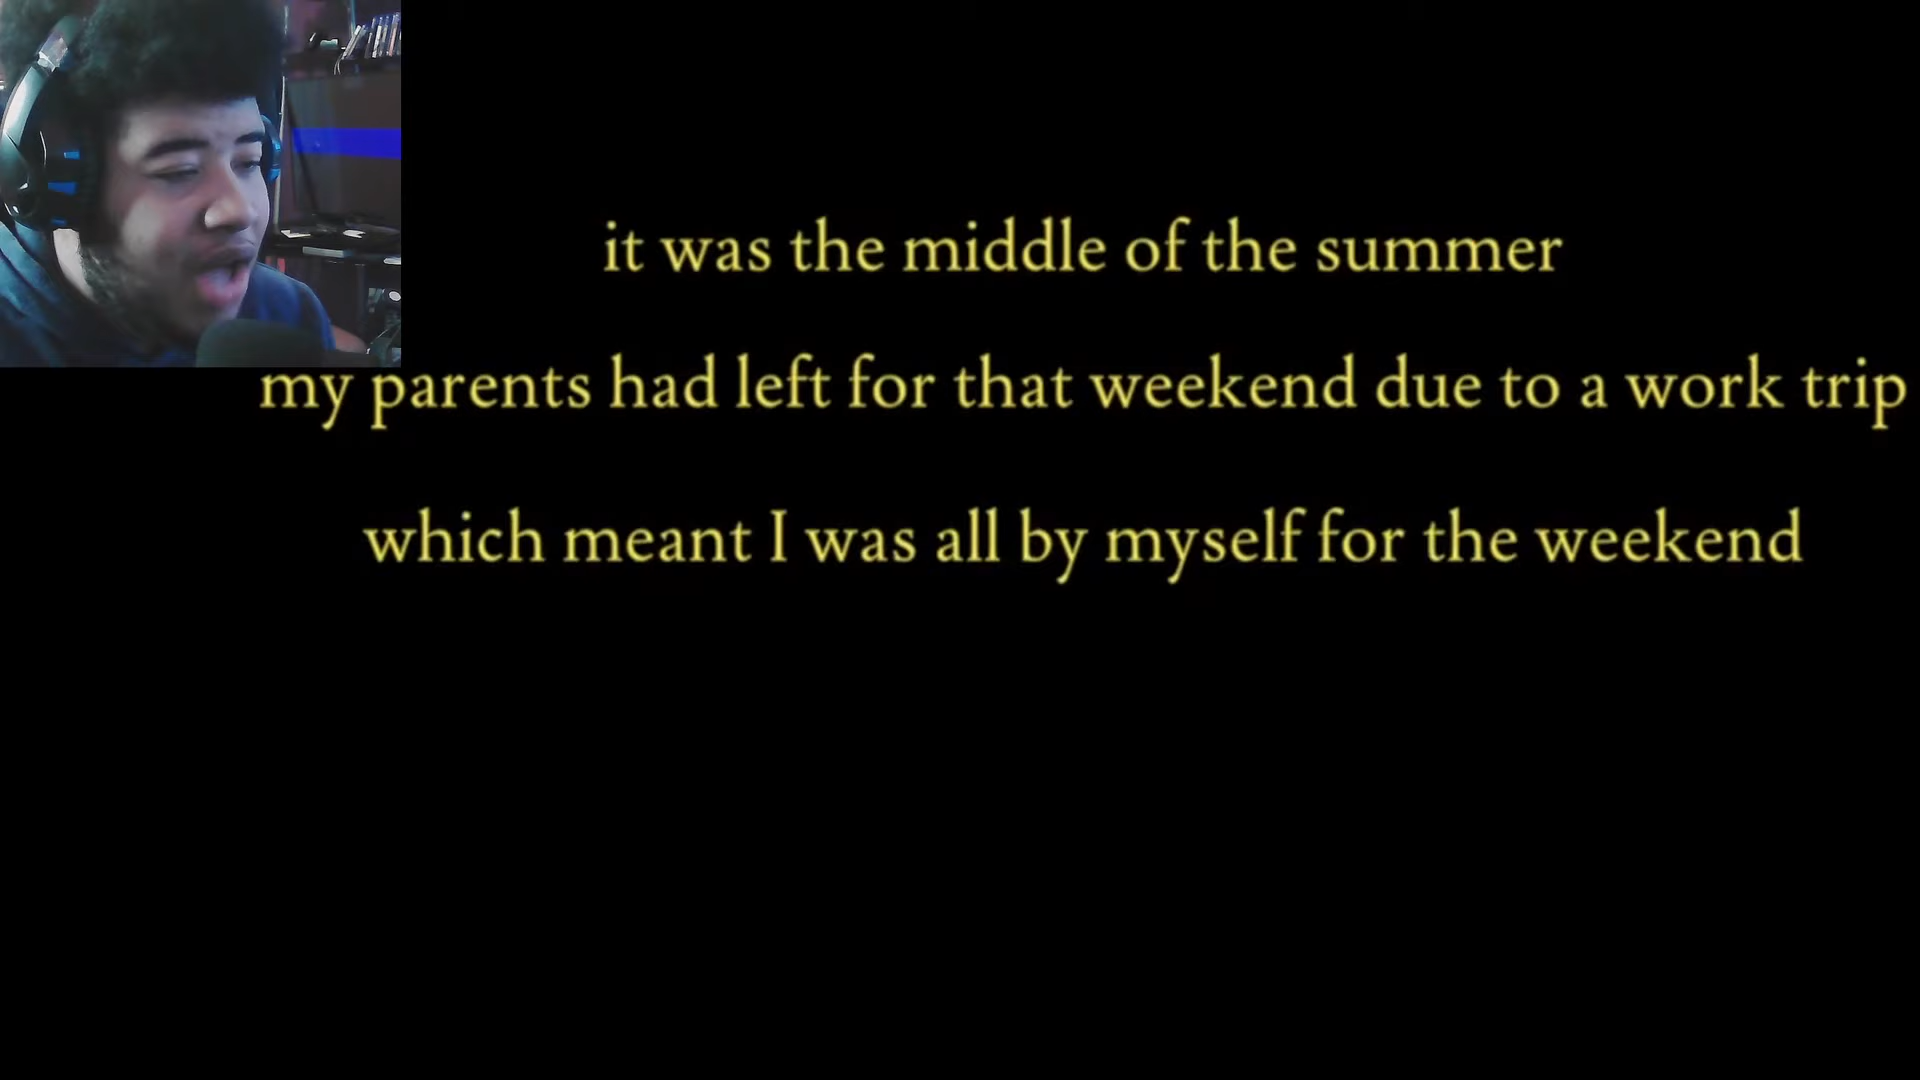 it was the middle of the summer
my parents had left for that weekend due to a work trip
which meant I was all by myself for the weekend